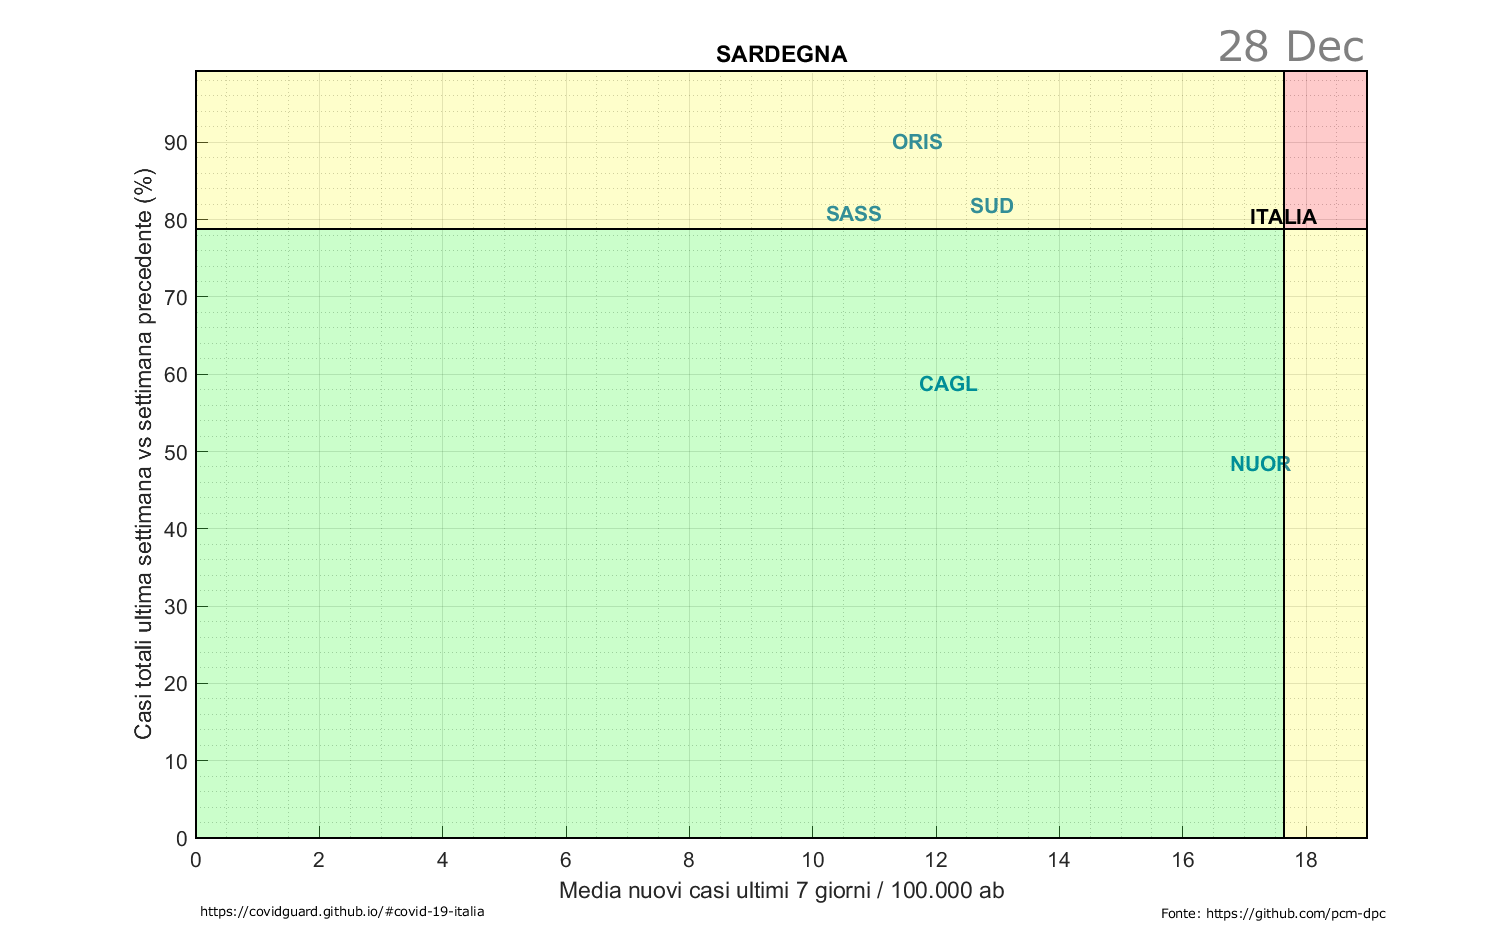 28 Dec
SARDEGNA
Casi totali ultima settimana vs settimana precedente (%)
90
80
70
60
50
40
30
20
10
0
ORIS
SUD
SASS
ITALIA
CAGL
NUOR
0 2 4 6 8 10 12 14 16 18
Media nuovi casi ultimi 7 giorni / 100.000 ab
https://covidguard.github.io/#covid-19-italia
Fonte: https://github.com/pcm-dpc